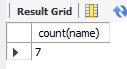 Result Grid
count(name)
7